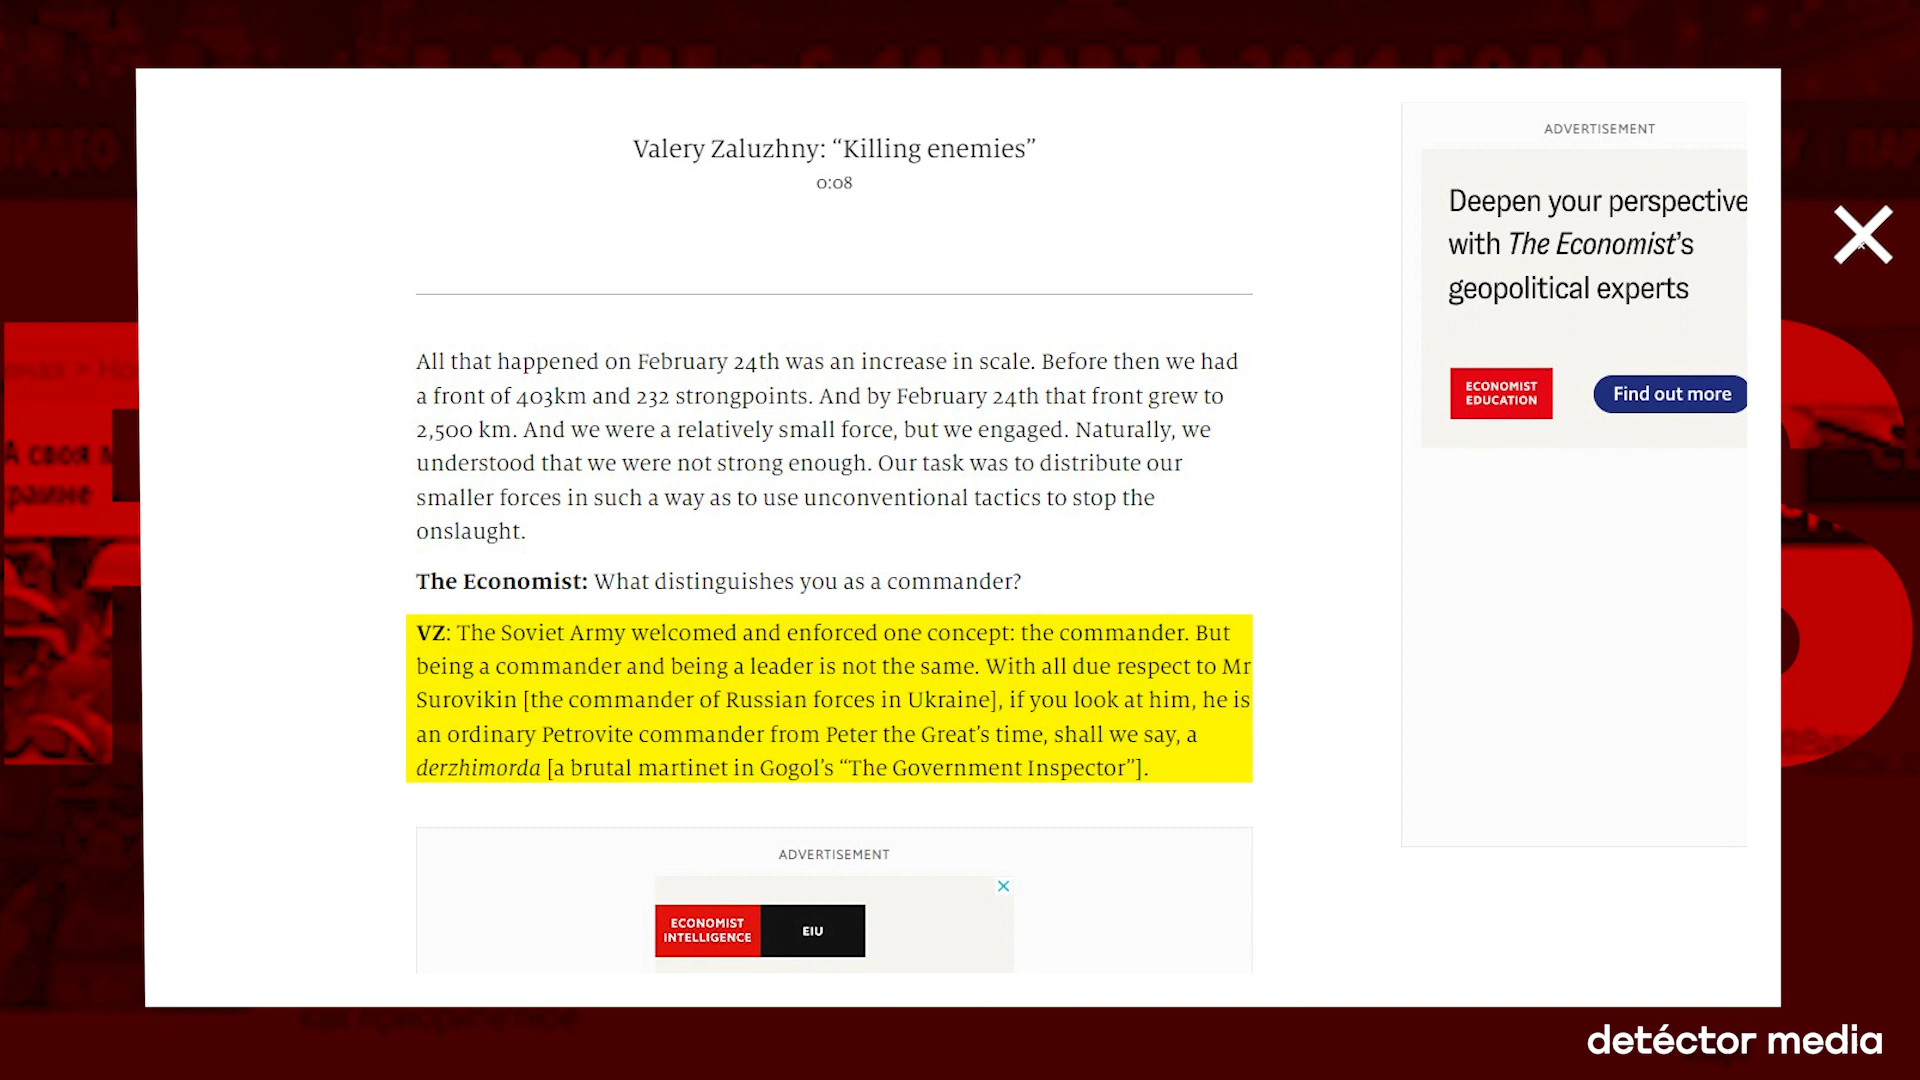 Valery Zaluzhny: “Killing enemies”
0:08
All that happened on February 24th was an increase in scale. Before then we had
a front of 403km and 232 strongpoints. And by February 24th that front grew to
2,500 km. And we were a relatively small force, but we engaged. Naturally, we
understood that we were not strong enough. Our task was to distribute our
smaller forces in such a way as to use unconventional tactics to stop the
onslaught.
The Economist: What distinguishes you as a commander?
VZ: The Soviet Army welcomed and enforced one concept: the commander. But
being a commander and being a leader is not the same. With all due respect to Mr
Surovikin [the commander of Russian forces in Ukraine], if you look at him, he is
an ordinary Petrovite commander from Peter the Great’s time, shall we say, a
derzhimorda [a brutal martinet in Gogol’s “The Government Inspector”].
ADVERTISEMENT
ECONOMIST
INTELLIGENCE
EIU
ADVERTISEMENT
Deepen your perspective
with The Economist’s
geopolitical experts
ECONOMIST
EDUCATION
Find out more
А своя
detéctor media